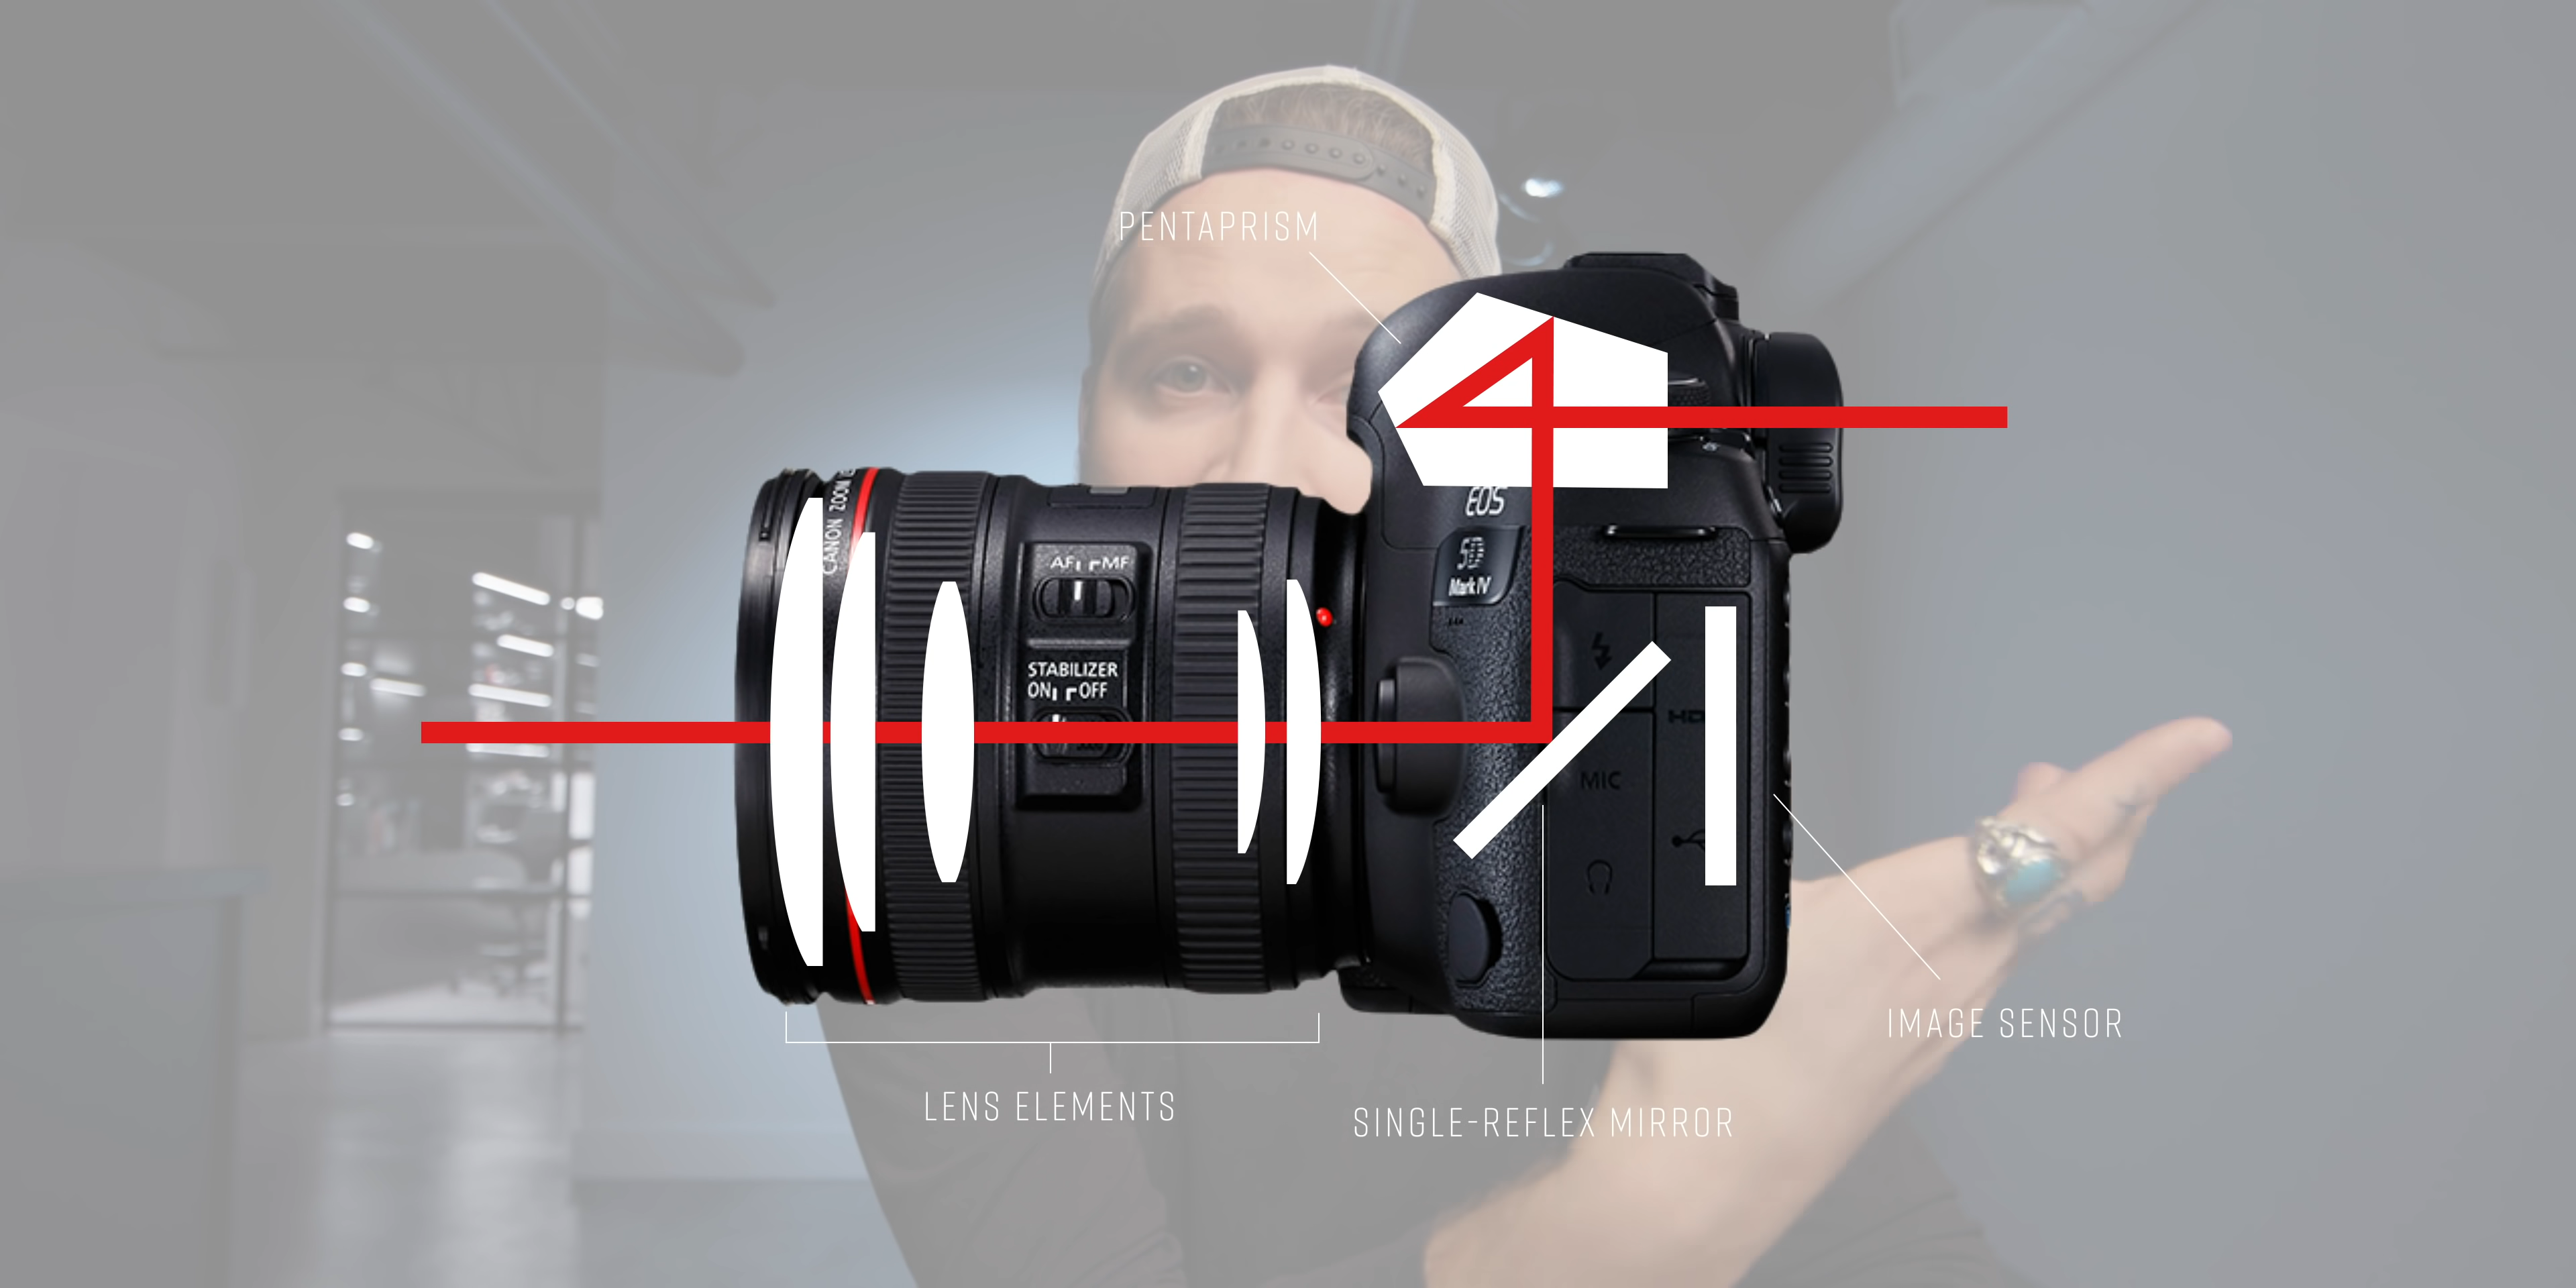 PENTAPRISM
CANON ZOOM
EOS
5D
Mark IV
AF MF
STABILIZER
ON OFF
MIC
LENS ELEMENTS
SINGLE-REFLEX MIRROR
IMAGE SENSOR